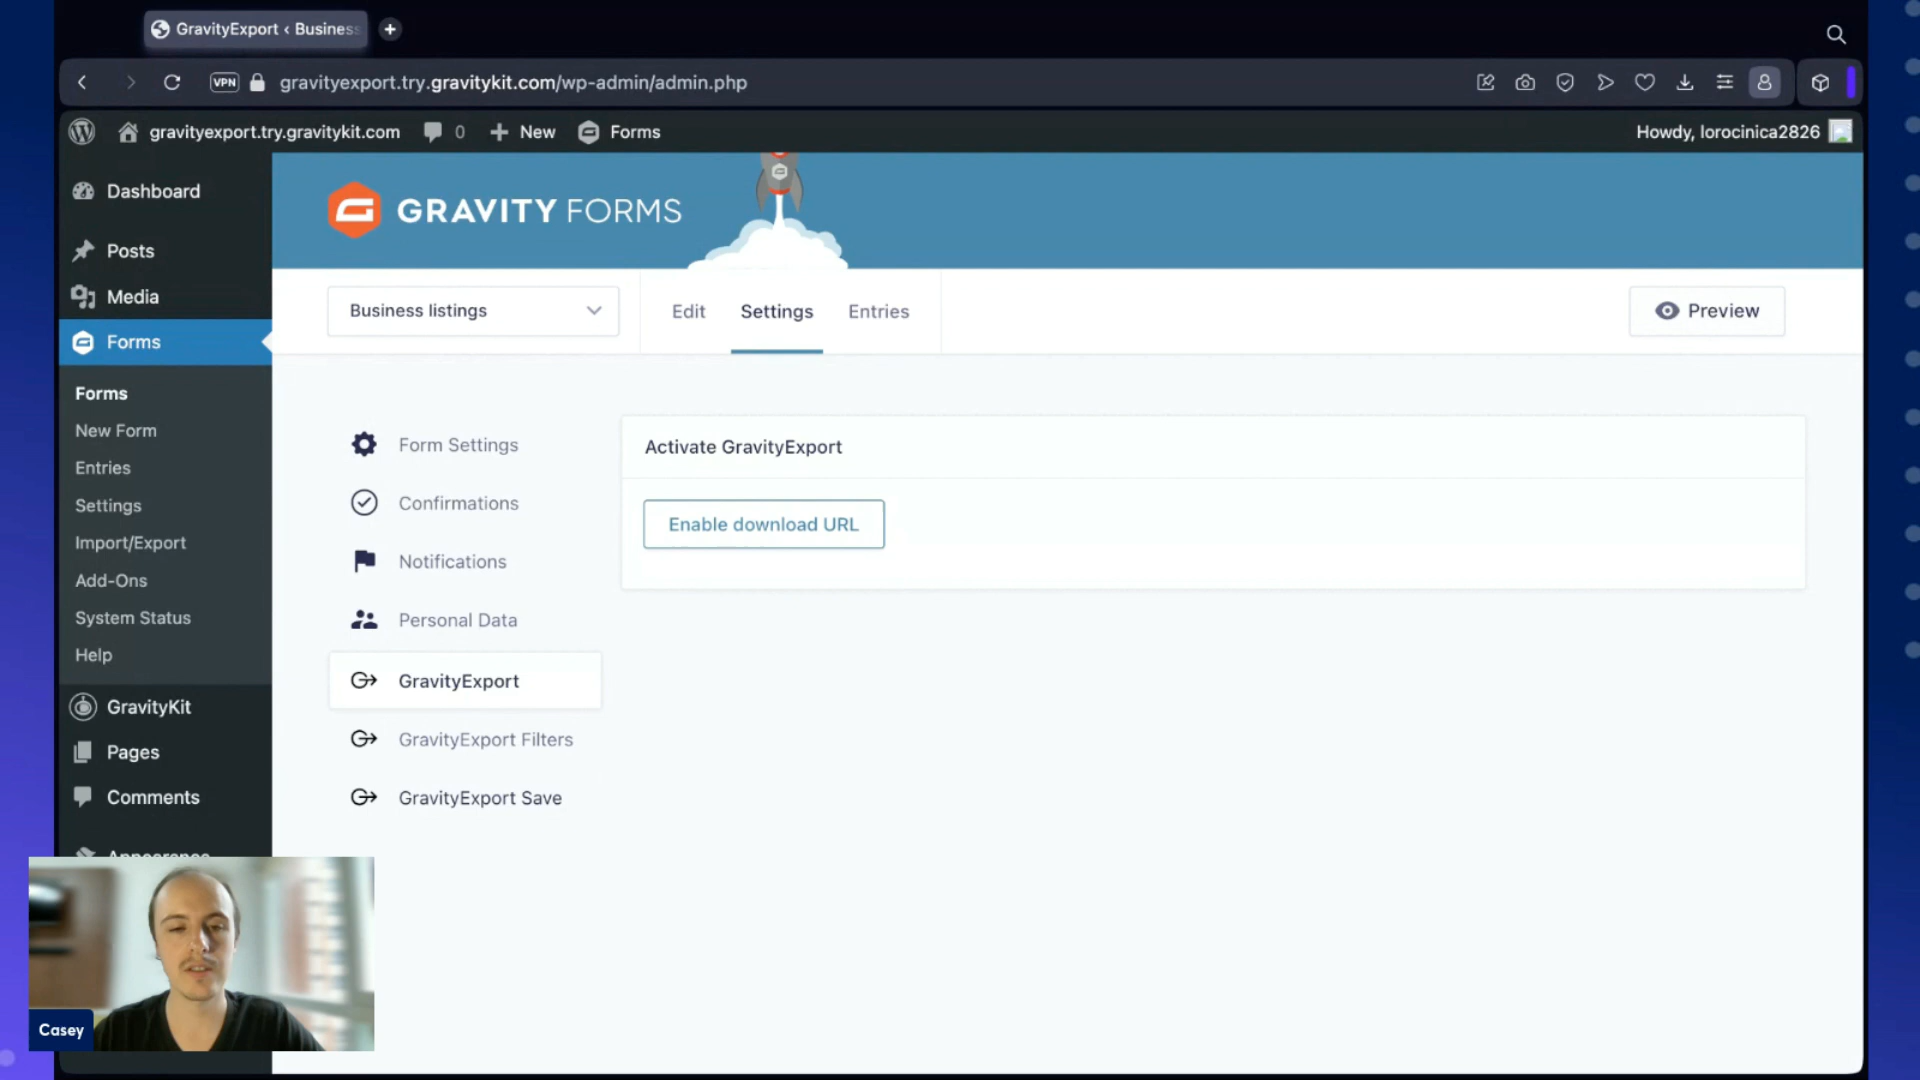 GravityExport ‹ Business
VPN
gravityexport.try.gravitykit.com/wp-admin/admin.php
gravityexport.try.gravitykit.com
0
New
Forms
Howdy, lorocinica2826
Dashboard
Posts
Media
Forms
Forms
New Form
Entries
Settings
Import/Export
Add-Ons
System Status
Help
GravityKit
Pages
Comments
Appearance
GRAVITY FORMS
Business listings
Edit
Settings
Entries
Preview
Form Settings
Confirmations
Notifications
Personal Data
GravityExport
GravityExport Filters
GravityExport Save
Activate GravityExport
Enable download URL
Casey